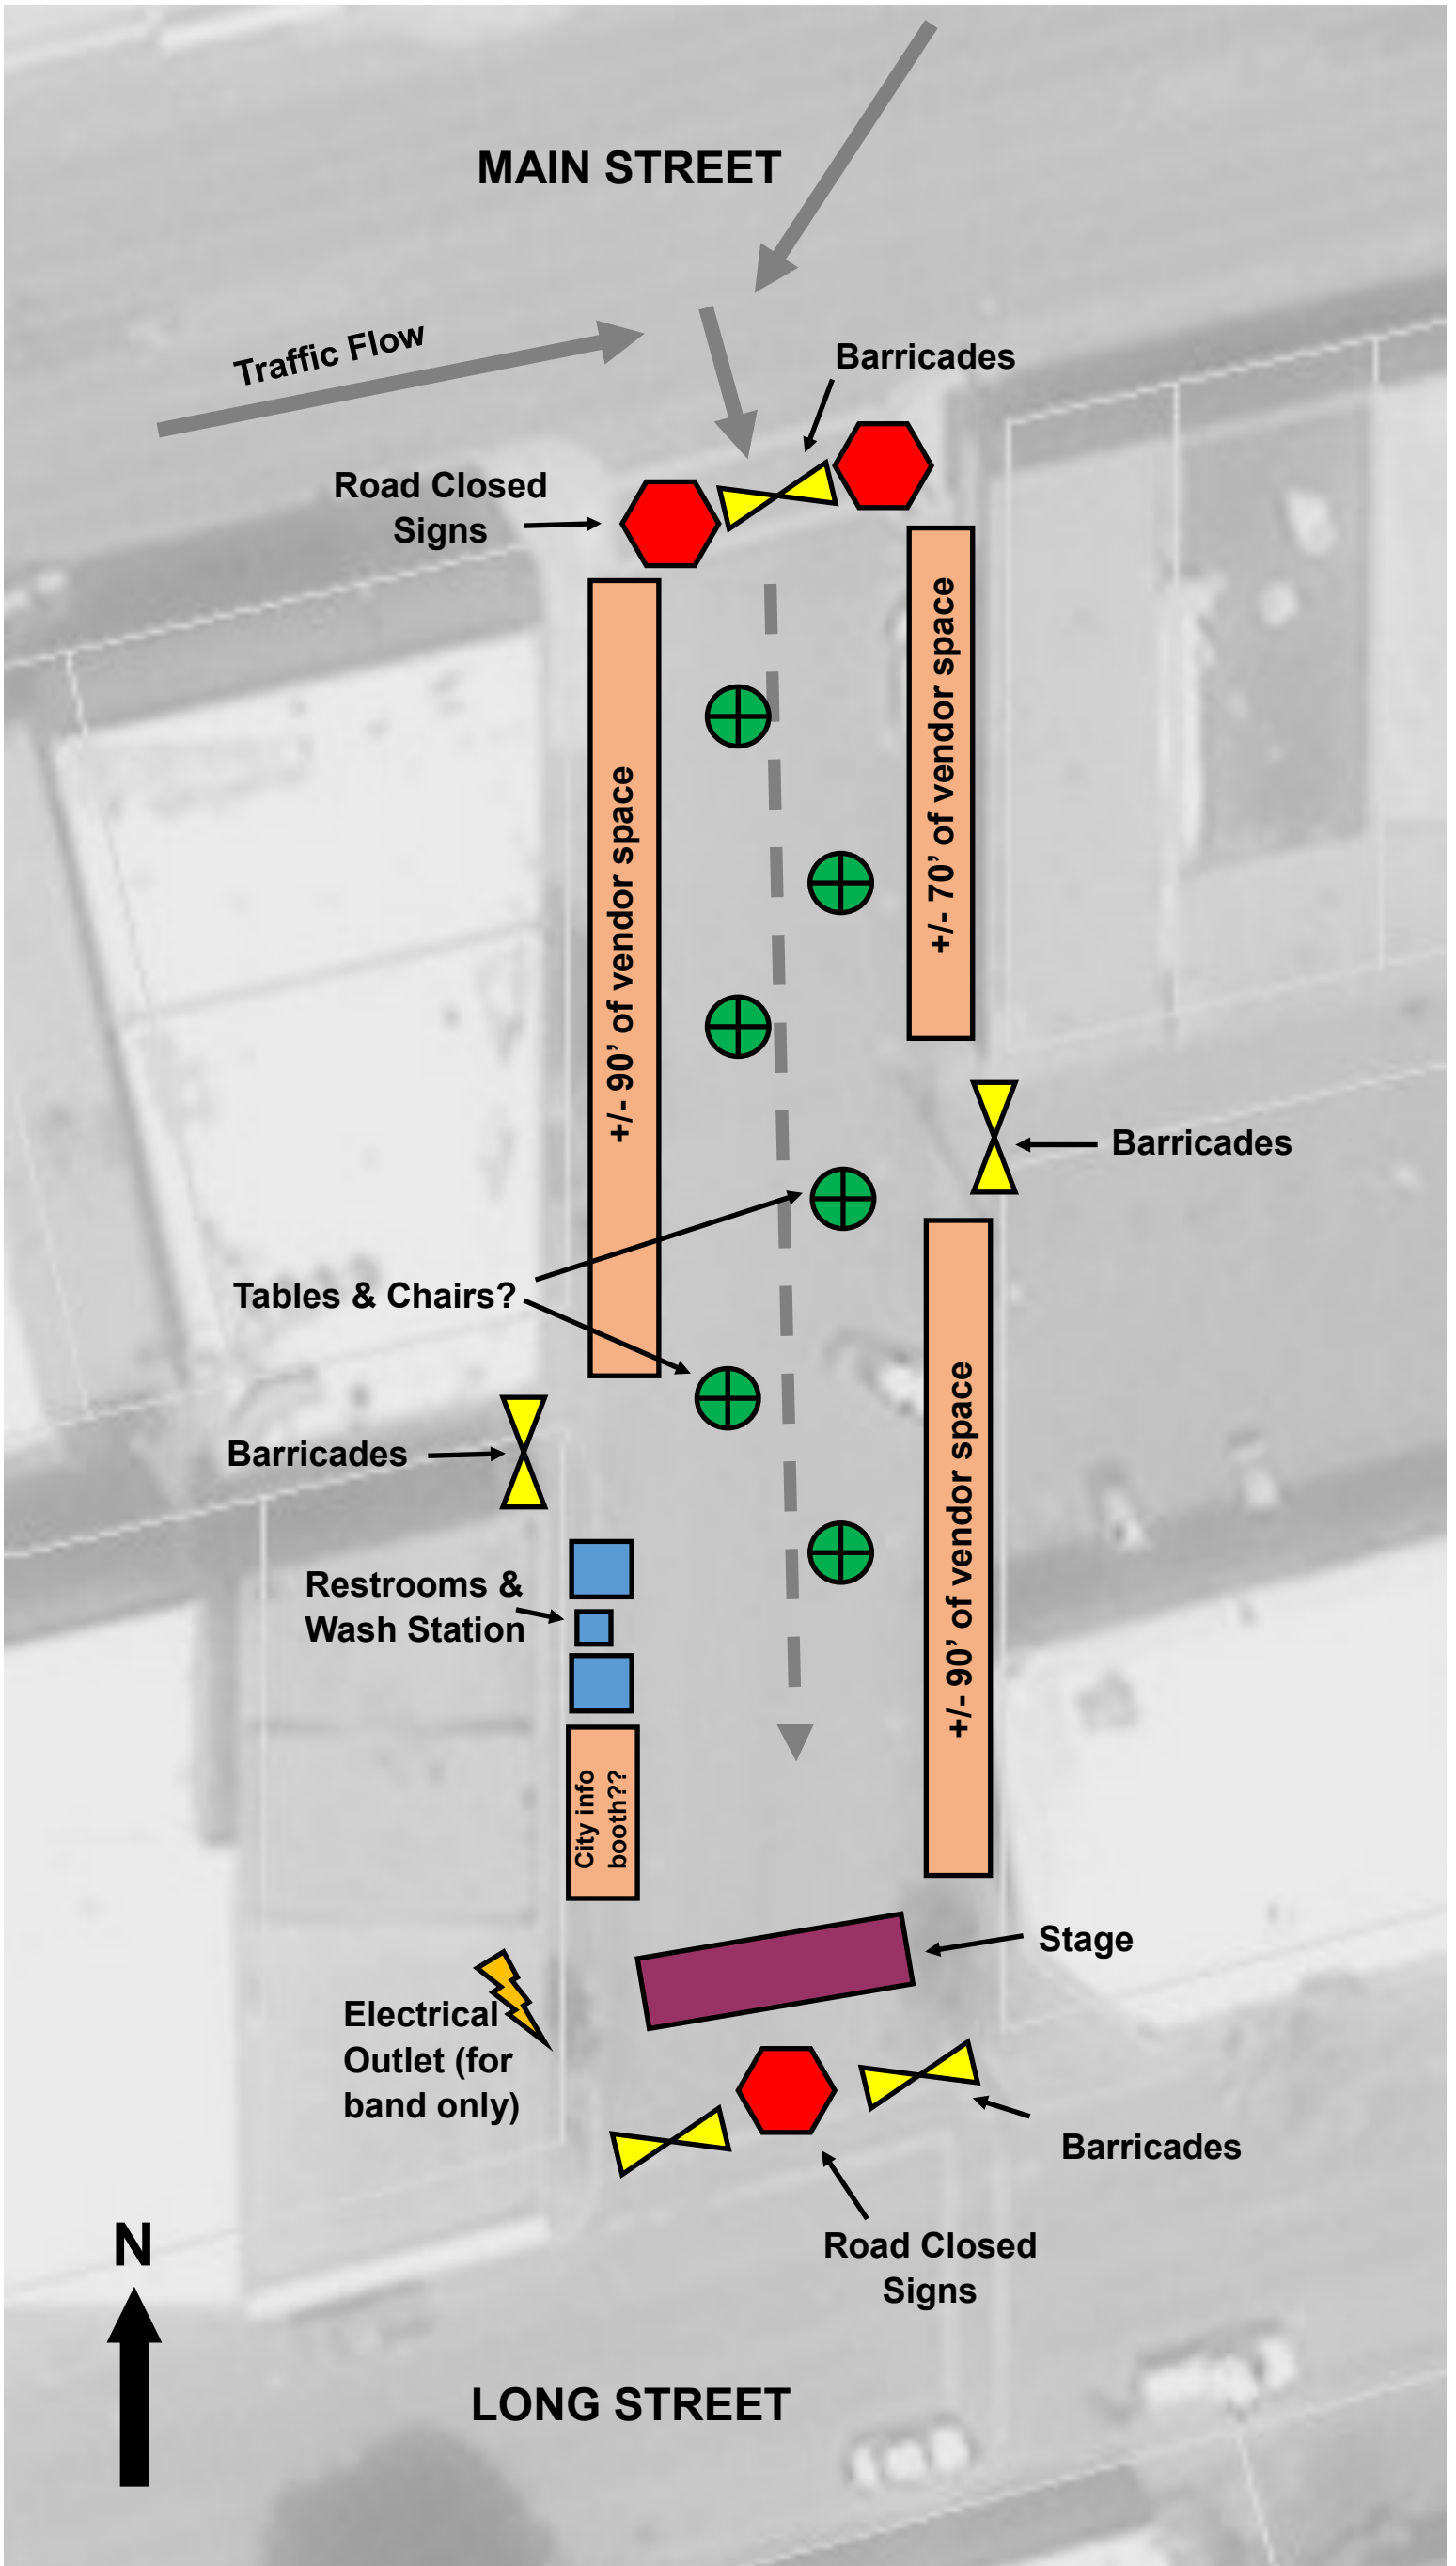 MAIN STREET
Traffic Flow
Barricades
Road Closed
Signs
+/- 70’ of vendor space
+/- 90’ of vendor space
Barricades
Tables & Chairs?
Barricades
+/- 90’ of vendor space
Restrooms &
Wash Station
City info
booth??
Stage
Electrical
Outlet (for
band only)
Barricades
Road Closed
Signs
N
LONG STREET